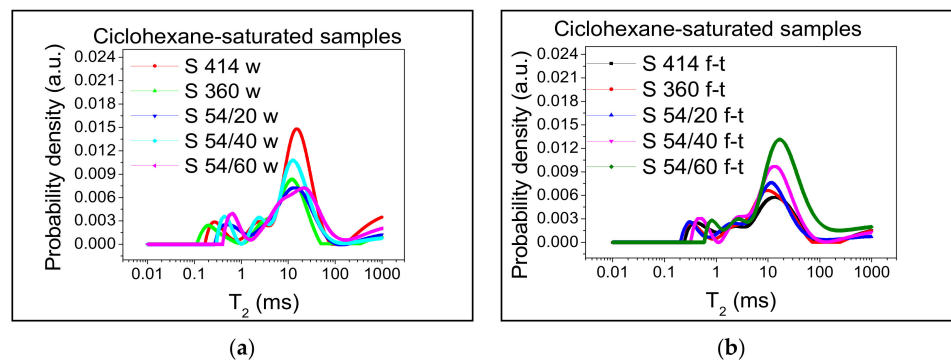 Ciclohexane-saturated samples
Probability density (a.u.)
0.024
0.021
0.018
0.015
0.012
0.009
0.006
0.003
0.000
S 414 w
S 360 w
S 54/20 w
S 54/40 w
S 54/60 w
0.01 0.1 1 10 100 1000
T2 (ms)
(a)
Ciclohexane-saturated samples
Probability density (a.u.)
0.024
0.021
0.018
0.015
0.012
0.009
0.006
0.003
0.000
S 414 f-t
S 360 f-t
S 54/20 f-t
S 54/40 f-t
S 54/60 f-t
0.01 0.1 1 10 100 1000
T2 (ms)
(b)